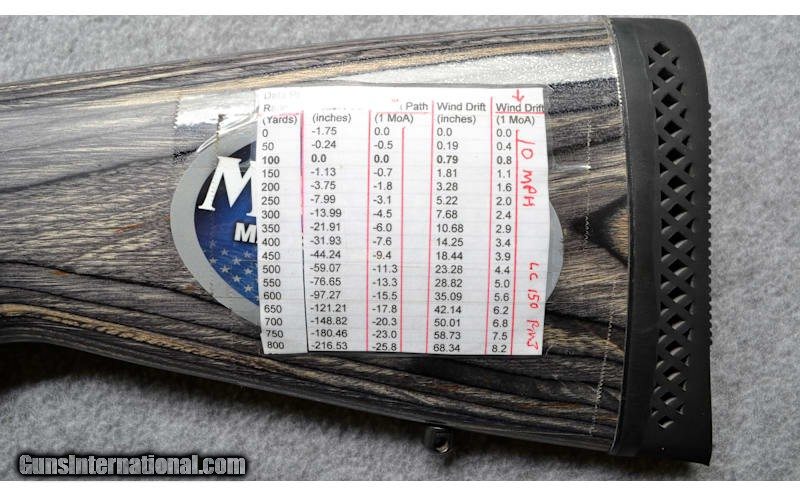 Data
Range Path Wind Drift Wind Drift
(Yards) (inches) (1 MoA) (inches) (1 MoA)
0 -1.75 0.0 0.0 0.0
50 -0.24 -0.5 0.19 0.4
100 0.0 0.0 0.79 0.8
150 -1.13 -0.7 1.81 1.1
200 -3.75 -1.8 3.28 1.6
250 -7.99 -3.1 5.22 2.0
300 -13.99 -4.5 7.68 2.4
350 -21.91 -6.0 10.68 2.9
400 -31.93 -7.6 14.25 3.4
450 -44.24 -9.4 18.44 3.9
500 -59.07 -11.3 23.28 4.4
550 -76.65 -13.3 28.82 5.0
600 -97.27 -15.5 35.09 5.6
650 -121.21 -17.8 42.14 6.2
700 -148.82 -20.3 50.01 6.8
750 -180.46 -23.0 58.73 7.5
800 -216.53 -25.8 68.34 8.2
10 MPH
LC 150
M
M
GunsInternational.com